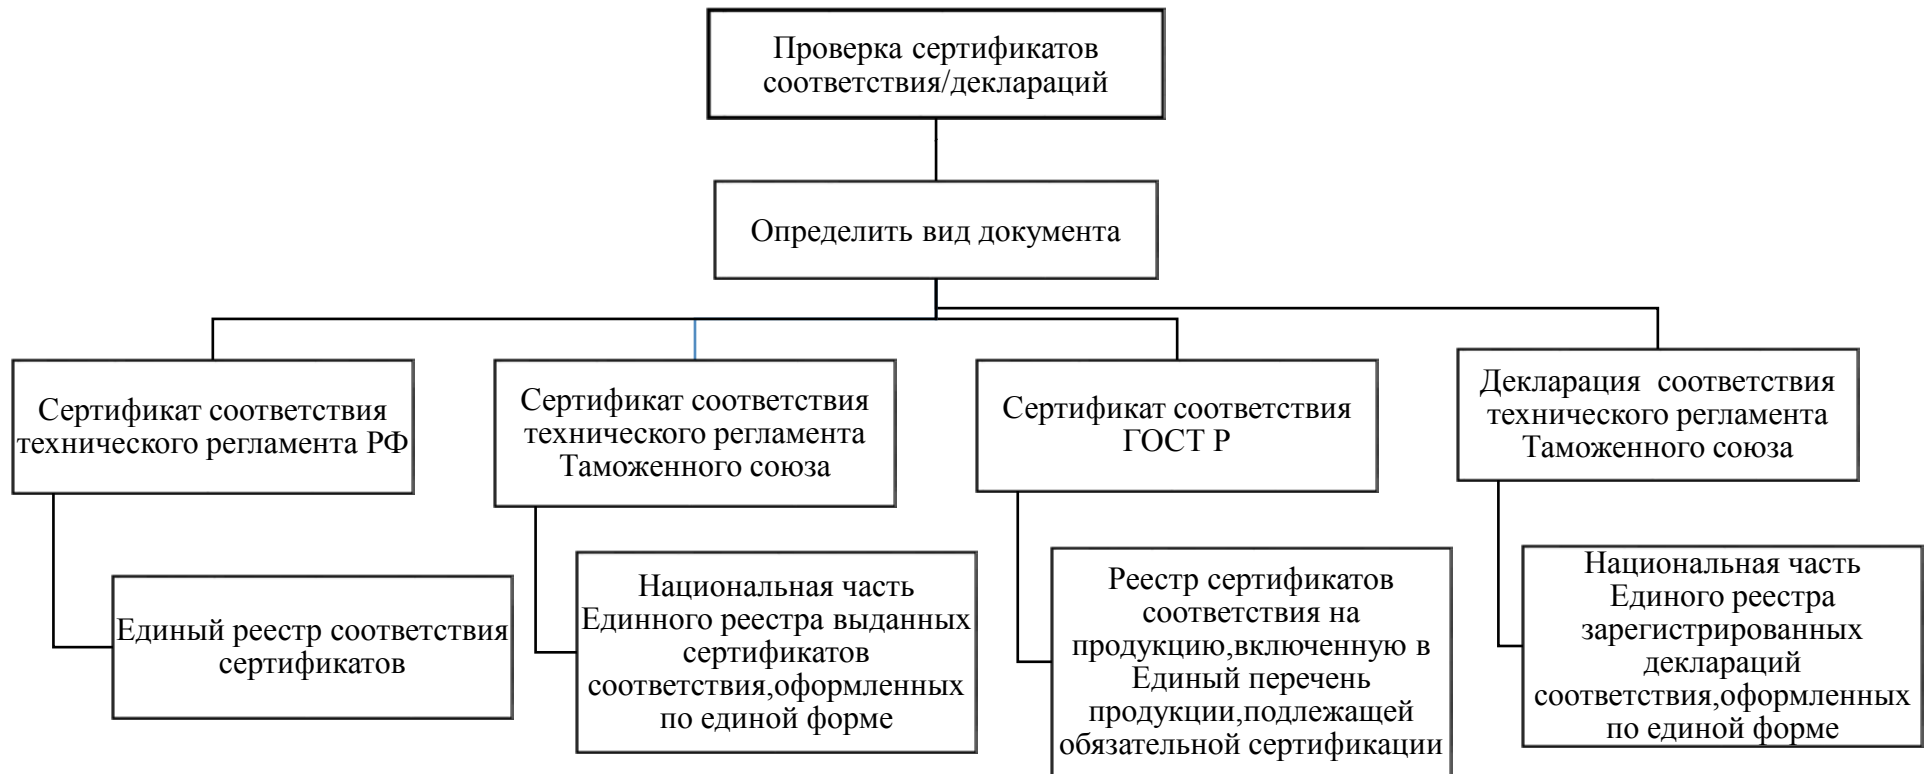 Проверка сертификатов
соответствия/деклараций
Определить вид документа
Сертификат соответствия
технического регламента РФ
Сертификат соответствия
технического регламента
Таможенного союза
Сертификат соответствия
ГОСТ Р
Декларация  соответствия
технического регламента
Таможенного союза
Единый реестр соответствия
сертификатов
Национальная часть
Единного реестра выданных
сертификатов
соответствия,оформленных
по единой форме
Реестр сертификатов
соответствия на
продукцию,включенную в
Единый перечень
продукции,подлежащей
обязательной сертификации
Национальная часть
Единого реестра
зарегистрированных
деклараций
соответствия,оформленных
по единой форме